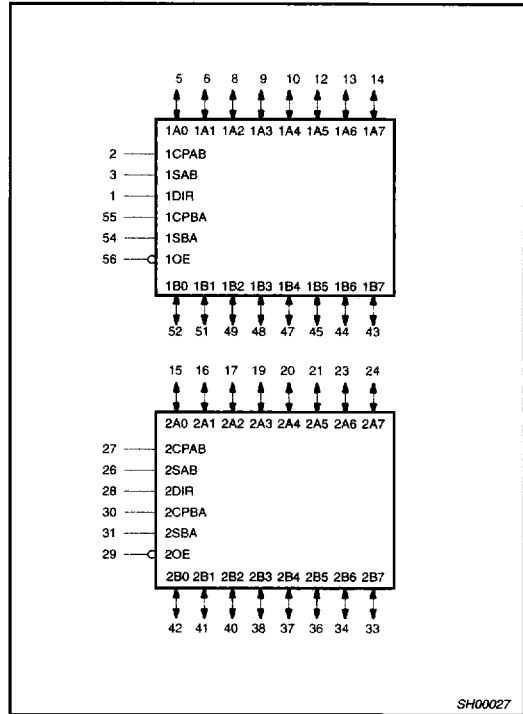 5 6 8 9 10 12 13 14
1A0 1A1 1A2 1A3 1A4 1A5 1A6 1A7
2 1CPAB
3 1SAB
1 1DIR
55 1CPBA
54 1SBA
56 1OE
1B0 1B1 1B2 1B3 1B4 1B5 1B6 1B7
52 51 49 48 47 45 44 43
15 16 17 19 20 21 23 24
2A0 2A1 2A2 2A3 2A4 2A5 2A6 2A7
27 2CPAB
26 2SAB
28 2DIR
30 2CPBA
31 2SBA
29 2OE
2B0 2B1 2B2 2B3 2B4 2B5 2B6 2B7
42 41 40 38 37 36 34 33
SH00027